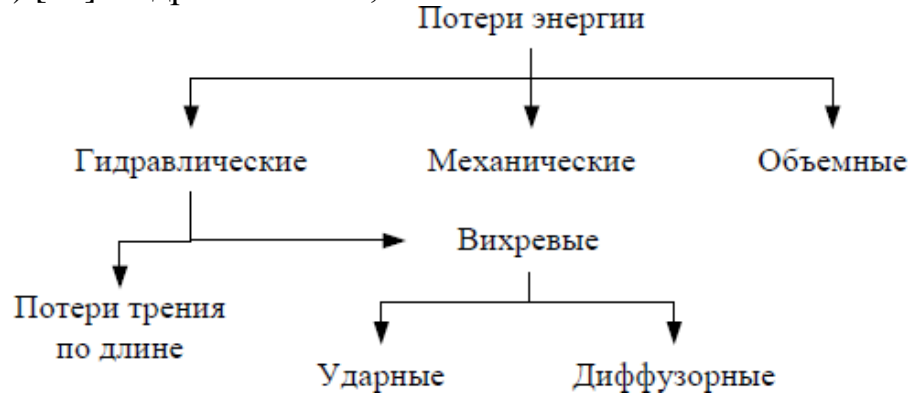 Потери энергии
Гидравлические Механические Объемные
Вихревые
Потери трения
по длине
Ударные Диффузорные